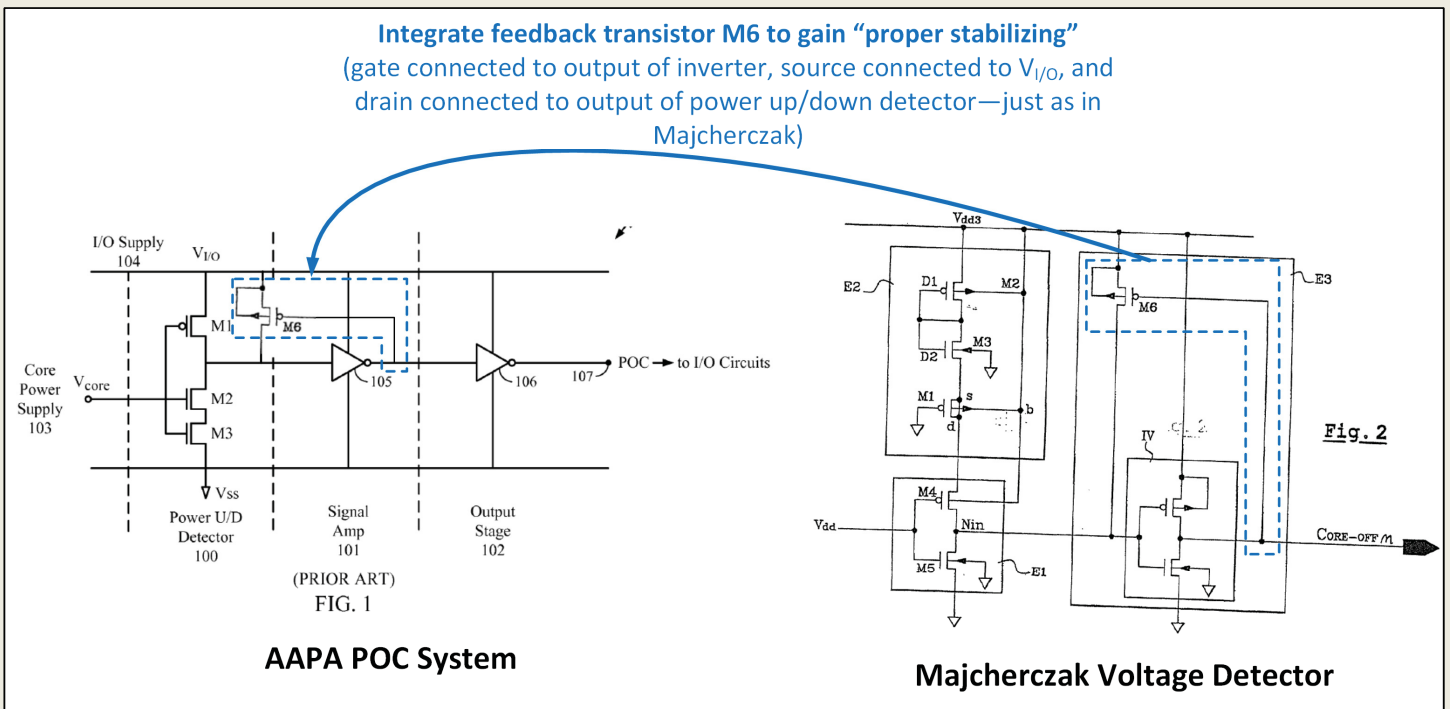 Integrate feedback transistor M6 to gain “proper stabilizing”
(gate connected to output of inverter, source connected to VI/O, and
drain connected to output of power up/down detector—just as in
Majcherczak)
I/O Supply
104
VI/O
M1
M6
Core
Power
Supply
103
Vcore
M2
M3
105
106
107
POC
to I/O Circuits
Vss
Power U/D
Detector
100
Signal
Amp
101
Output
Stage
102
(PRIOR ART)
FIG. 1
AAPA POC System
Vdd3
E2
D1
M2
D2
M3
M1
s
b
d
E3
M6
Fig. 2
IV
M4
Vdd
Nin
M5
E1
CORE-OFF n
Majcherczak Voltage Detector